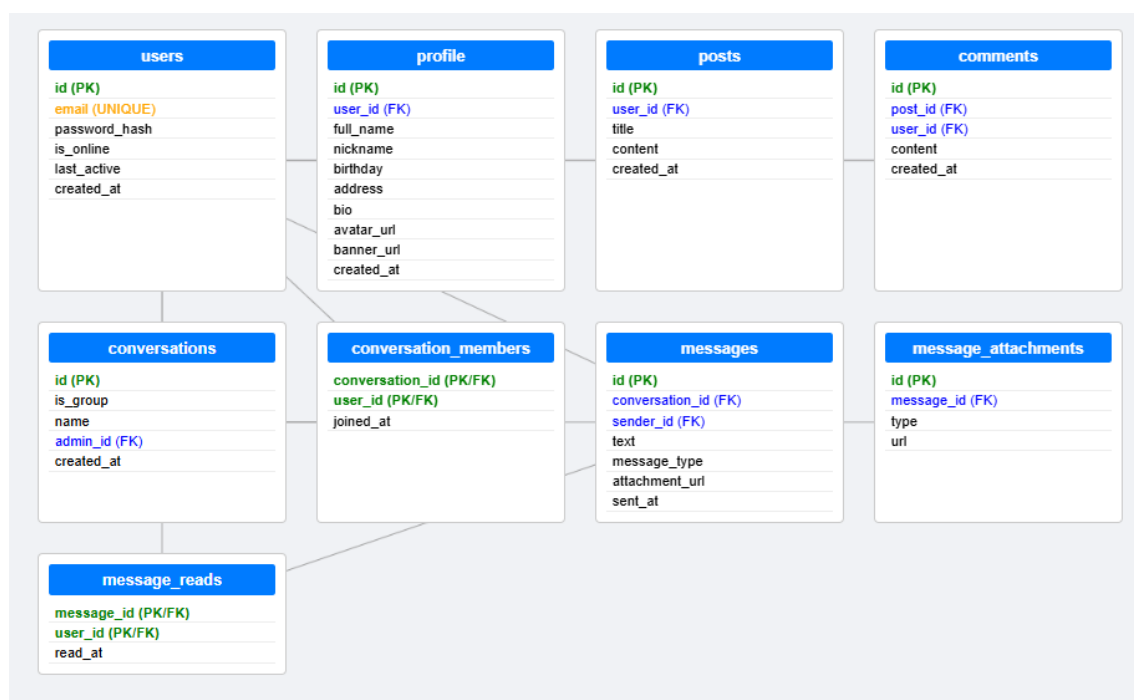 users
id (PK)
email (UNIQUE)
password_hash
is_online
last_active
created_at
profile
id (PK)
user_id (FK)
full_name
nickname
birthday
address
bio
avatar_url
banner_url
created_at
posts
id (PK)
user_id (FK)
title
content
created_at
comments
id (PK)
post_id (FK)
user_id (FK)
content
created_at
conversations
id (PK)
is_group
name
admin_id (FK)
created_at
conversation_members
conversation_id (PK/FK)
user_id (PK/FK)
joined_at
messages
id (PK)
conversation_id (FK)
sender_id (FK)
text
message_type
attachment_url
sent_at
message_attachments
id (PK)
message_id (FK)
type
url
message_reads
message_id (PK/FK)
user_id (PK/FK)
read_at